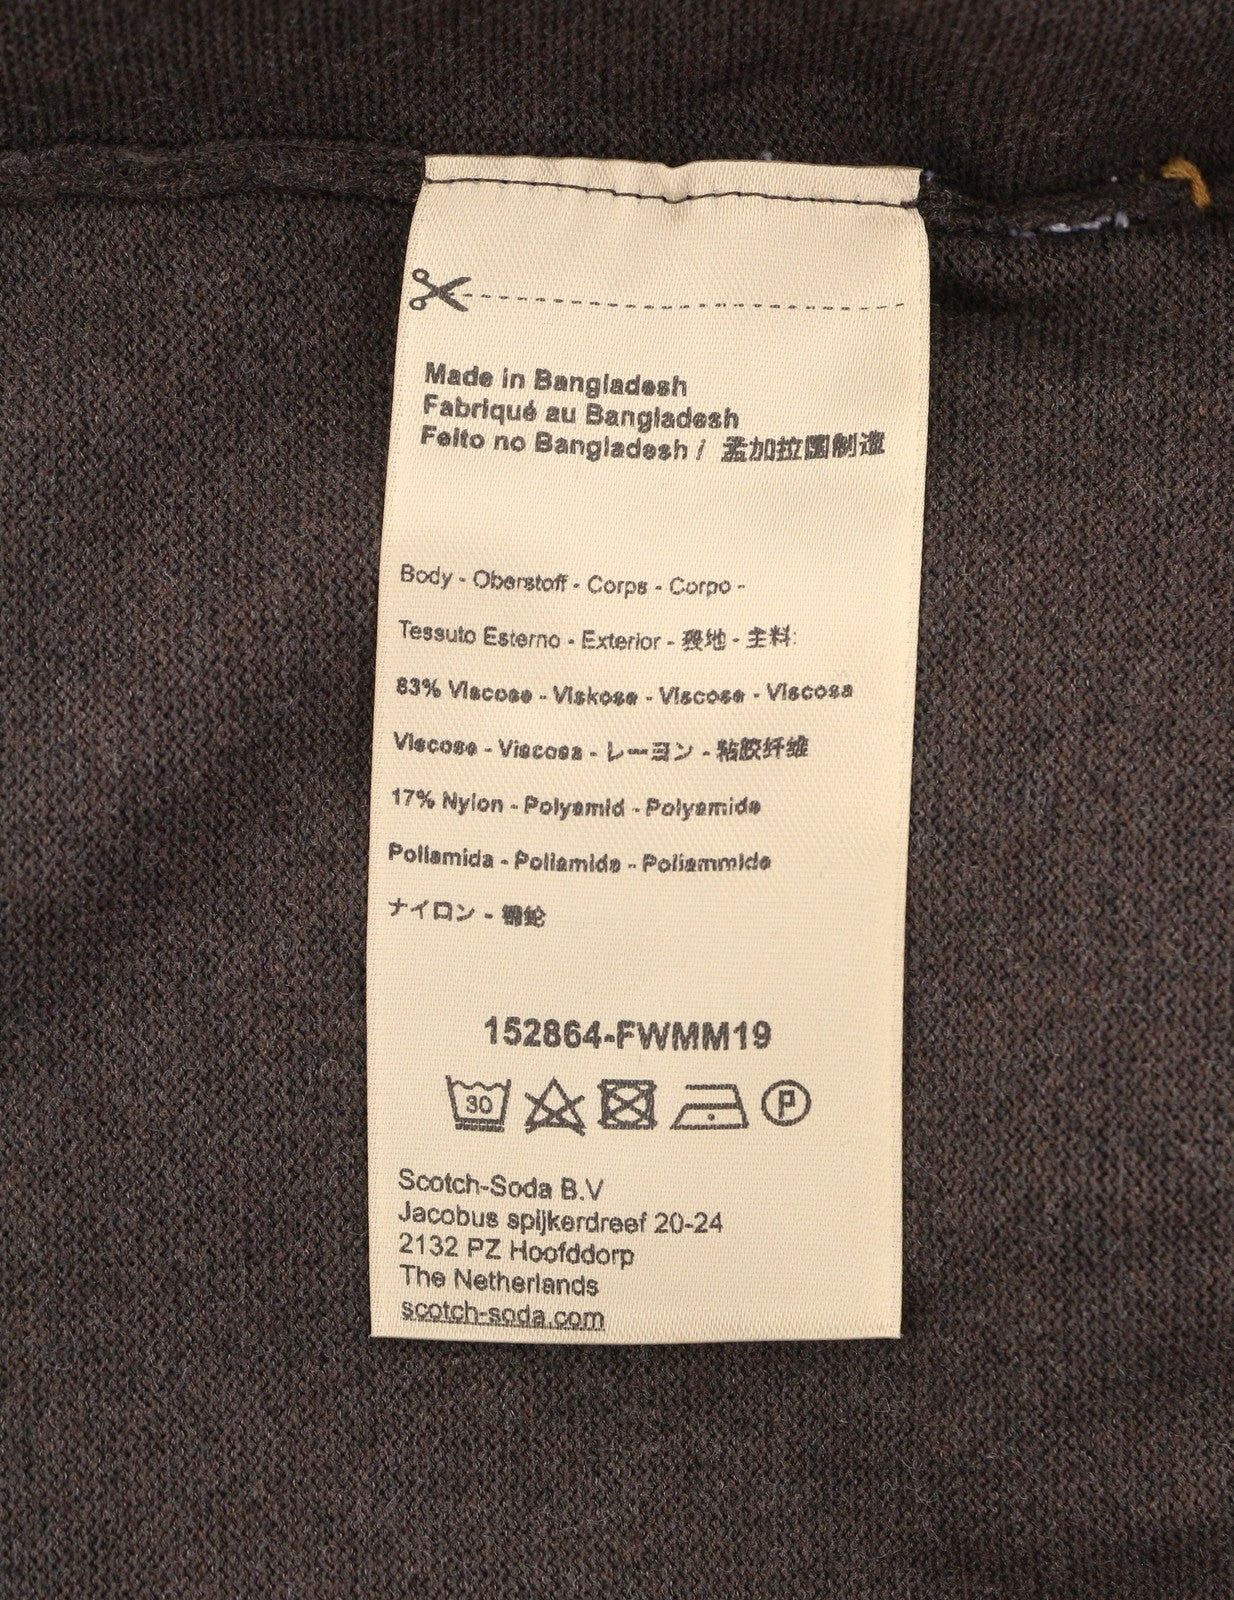 Made in Bangladesh
Fabriqué au Bangladesh
Feito no Bangladesh / 孟加拉國制造
Body - Oberstoff - Corps - Corpo -
Tessuto Esterno - Exterior - 表地 - 主料:
83% Viscose - Viskose - Viscose - Viscosa
Viscose - Viscosa - レーヨン - 粘胶纤维
17% Nylon - Polyamid - Polyamide
Poliamida - Poliamida - Poliammide
ナイロン - 锦纶
152864-FWMM19
30 P
Scotch-Soda B.V
Jacobus spijkerdreef 20-24
2132 PZ Hoofddorp
The Netherlands
scotch-soda.com